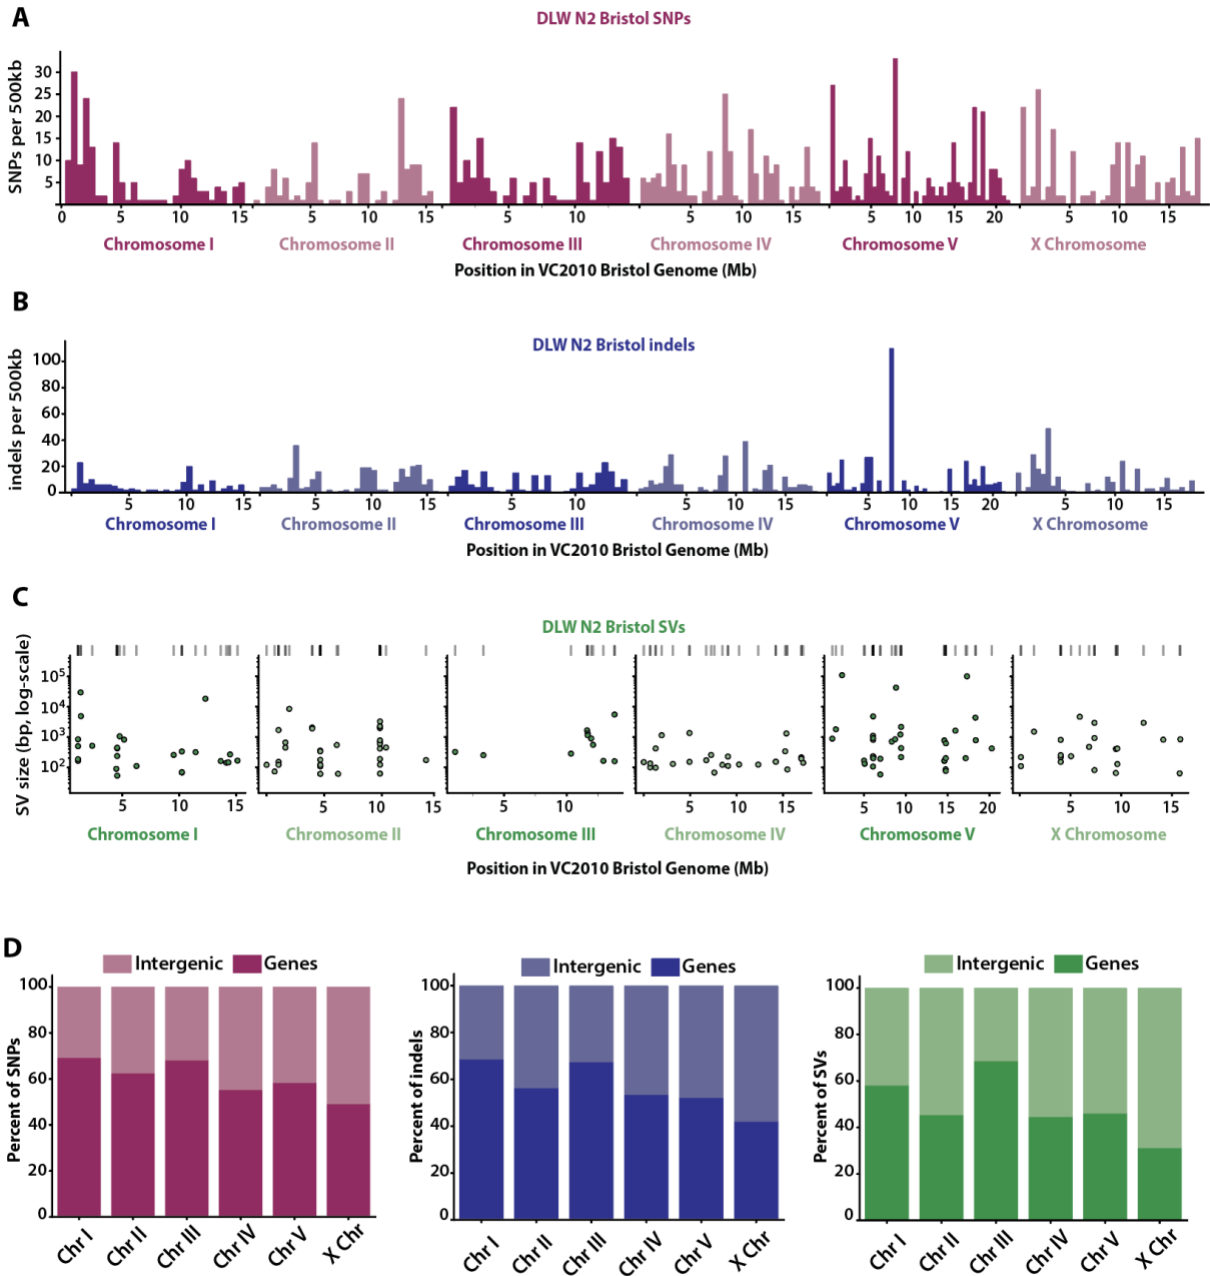 A
DLW N2 Bristol SNPs
SNPs per 500kb
30
25
20
15
10
5
0 5 10 15 5 10 15 5 10 5 10 15 5 10 15 20 5 10 15
Chromosome I Chromosome II Chromosome III Chromosome IV Chromosome V X Chromosome
Position in VC2010 Bristol Genome (Mb)
B
DLW N2 Bristol indels
indels per 500kb
100
80
60
40
20
0
5 10 15 5 10 15 5 10 5 10 15 5 10 15 20 5 10 15
Chromosome I Chromosome II Chromosome III Chromosome IV Chromosome V X Chromosome
Position in VC2010 Bristol Genome (Mb)
C
DLW N2 Bristol SVs
SV size (bp, log-scale)
10⁵
10⁴
10³
10²
5 10 15 5 10 15 5 10 5 10 15 5 10 15 20 5 10 15
Chromosome I Chromosome II Chromosome III Chromosome IV Chromosome V X Chromosome
Position in VC2010 Bristol Genome (Mb)
D
Intergenic Genes
Percent of SNPs
100
80
60
40
20
0
Chr I Chr II Chr III Chr IV Chr V X Chr
Intergenic Genes
Percent of indels
100
80
60
40
20
0
Chr I Chr II Chr III Chr IV Chr V X Chr
Intergenic Genes
Percent of SVs
100
80
60
40
20
0
Chr I Chr II Chr III Chr IV Chr V X Chr